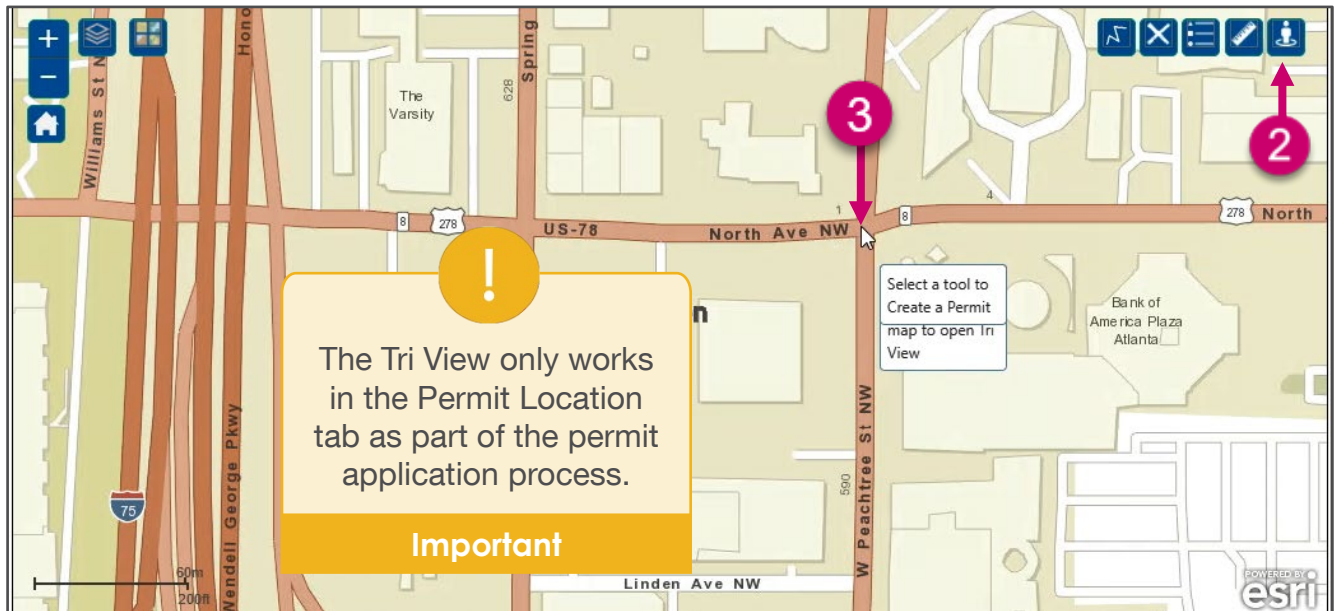 +
−
Williams St N
Hono
The
Varsity
628
Spring
3
2
1
4
8
278
US-78
North Ave NW
8
278
North
!
n
The Tri View only works
in the Permit Location
tab as part of the permit
application process.
Important
Select a tool to
Create a Permit
map to open Tri
View
Bank of
America Plaza
Atlanta
75
Wendell George Pkwy
590
W Peachtree St NW
Linden Ave NW
60m
200ft
POWERED BY
esri